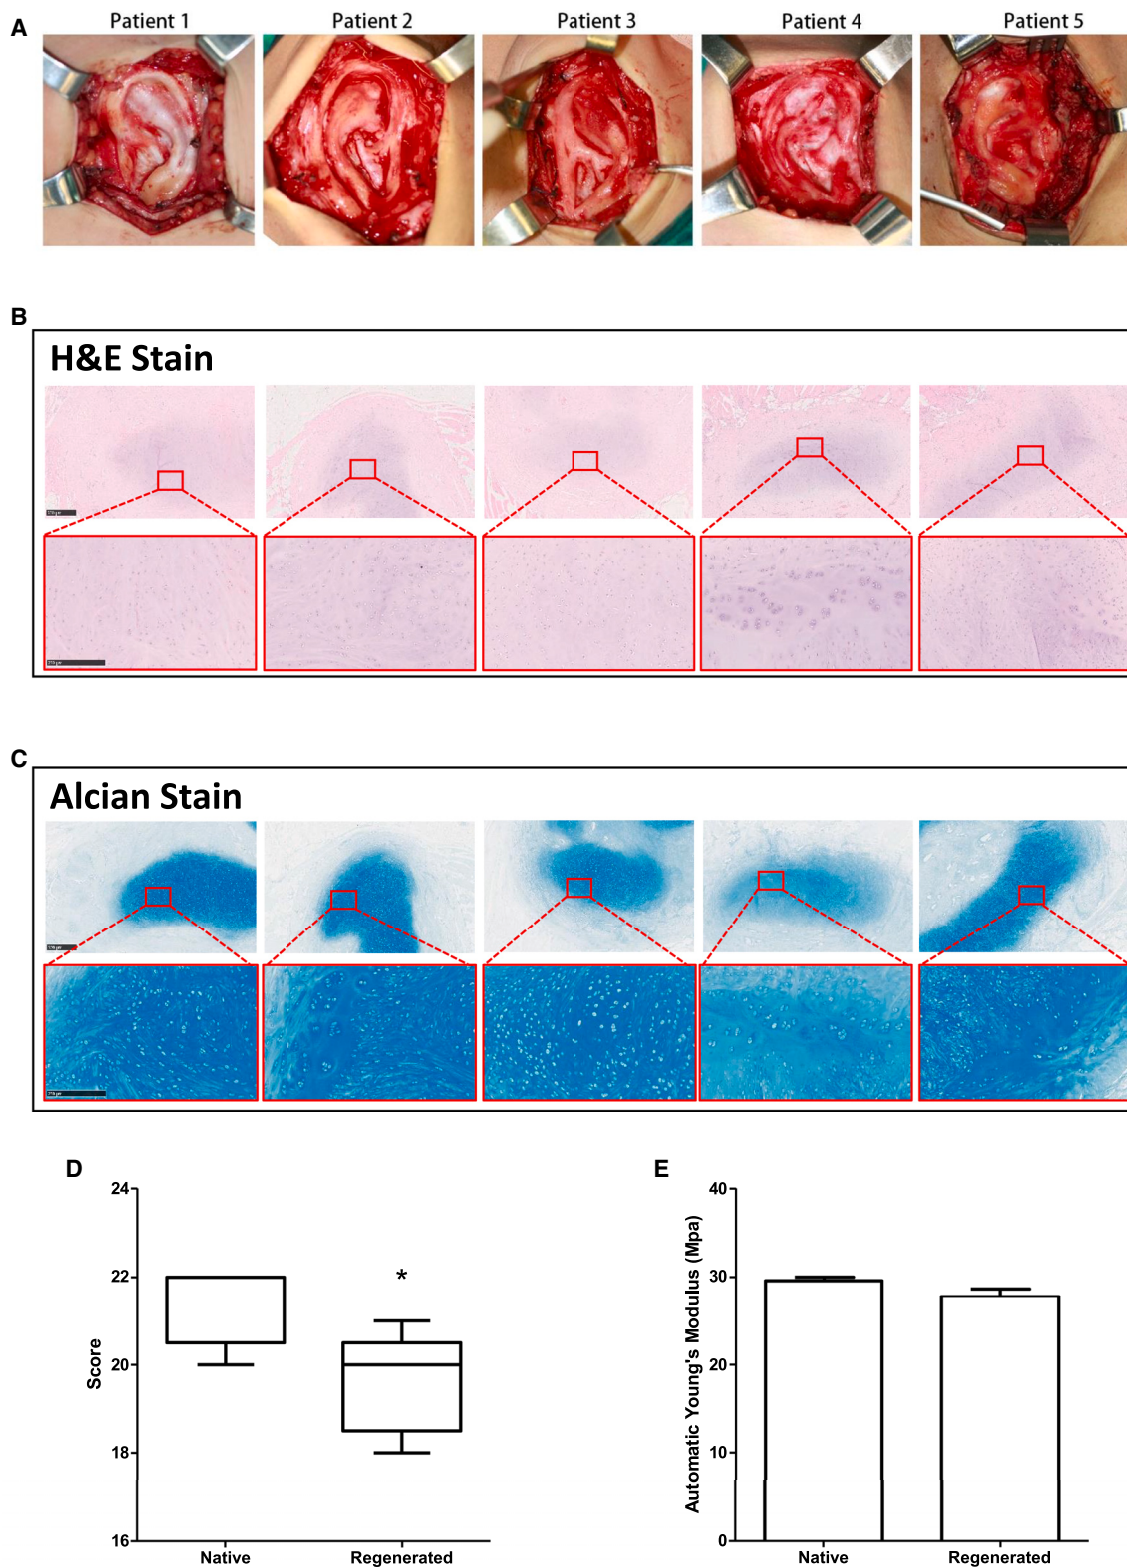 A
Patient 1 Patient 2 Patient 3 Patient 4 Patient 5
B
H&E Stain
C
Alcian Stain
D
24
22
20
18
16
Score
*
Native Regenerated
E
40
30
20
10
0
Automatic Young's Modulus (Mpa)
Native Regenerated